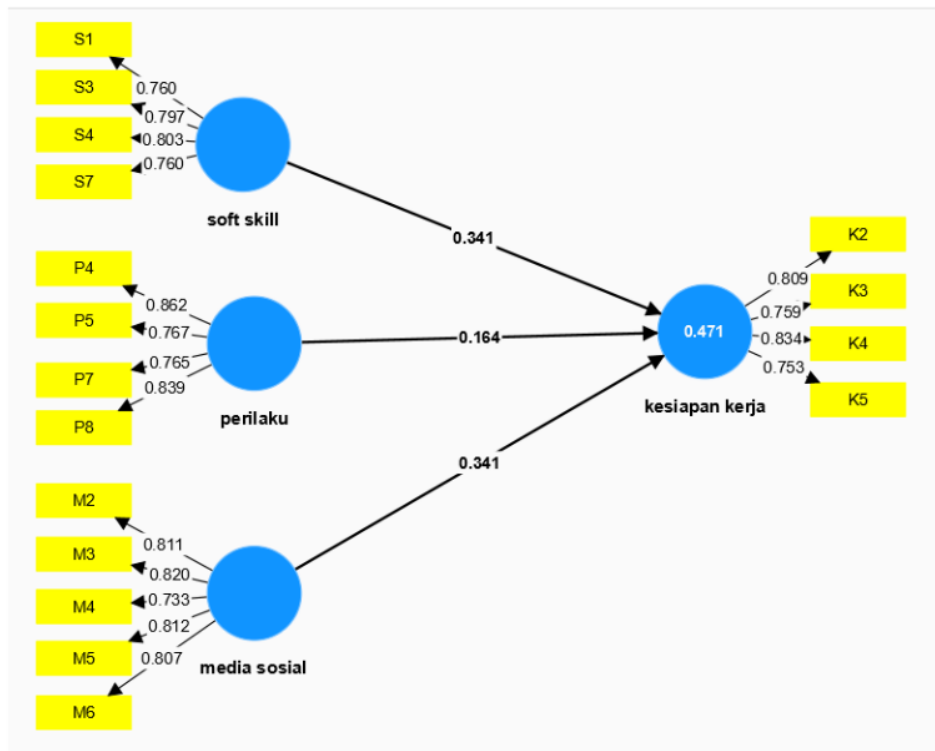 S1
S3
S4
S7
0.760
0.797
0.803
0.760
soft skill
0.341
P4
P5
P7
P8
0.862
0.767
0.765
0.839
perilaku
0.164
M2
M3
M4
M5
M6
0.811
0.820
0.733
0.812
0.807
media sosial
0.341
0.471
kesiapan kerja
0.809
0.759
0.834
0.753
K2
K3
K4
K5